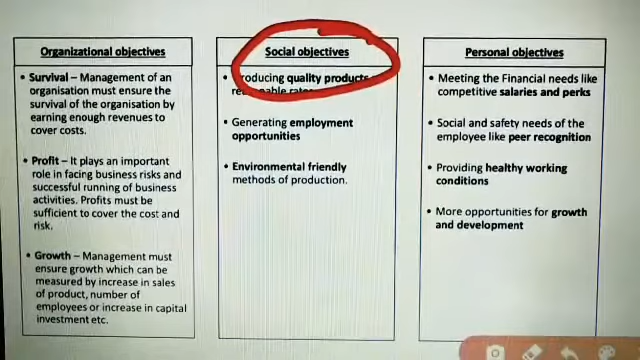 Organizational objectives
• Survival – Management of an
organisation must ensure the
survival of the organisation by
earning enough revenues to
cover costs.
• Profit – It plays an important
role in facing business risks and
successful running of business
activities. Profits must be
sufficient to cover the cost and
risk.
• Growth – Management must
ensure growth which can be
measured by increase in sales
of product, number of
employees or increase in capital
investment etc.
Social objectives
• Producing quality products
reasonable rates
• Generating employment
opportunities
• Environmental friendly
methods of production.
Personal objectives
• Meeting the Financial needs like
competitive salaries and perks
• Social and safety needs of the
employee like peer recognition
• Providing healthy working
conditions
• More opportunities for growth
and development